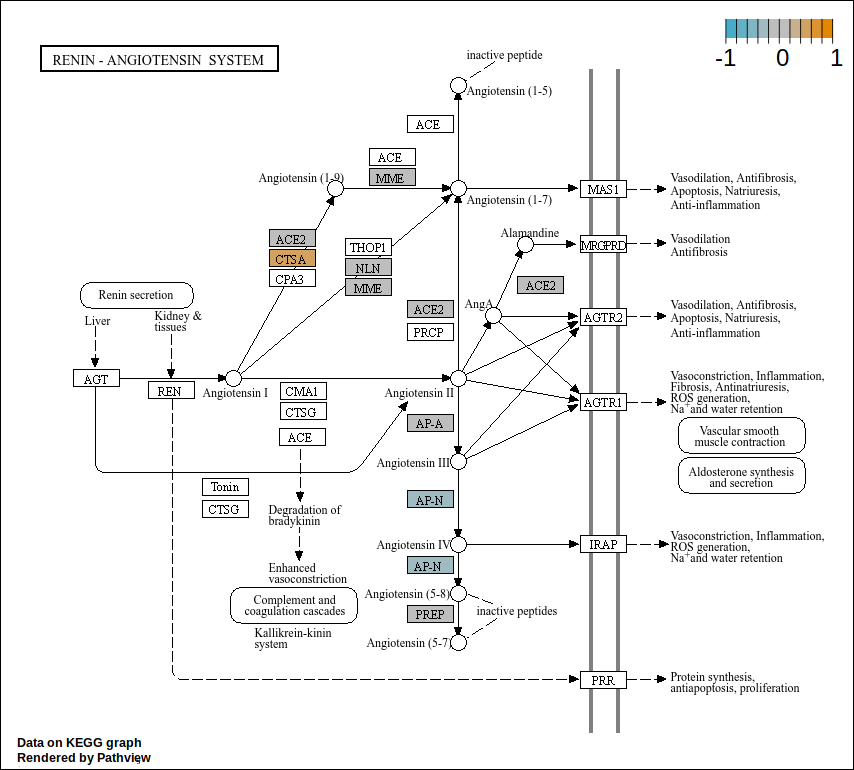 RENIN - ANGIOTENSIN SYSTEM
-1 0 1
inactive peptide
Angiotensin (1-5)
ACE
ACE
MME
Angiotensin (1-9)
Angiotensin (1-7)
MAS1
Vasodilation, Antifibrosis,
Apoptosis, Natriuresis,
Anti-inflammation
ACE2
CTSA
CPA3
THOP1
NLN
MME
Alamandine
MRGPRD
Vasodilation
Antifibrosis
ACE2
Renin secretion
Liver
Kidney &
tissues
ACE2
PRCP
AngA
AGTR2
Vasodilation, Antifibrosis,
Apoptosis, Natriuresis,
Anti-inflammation
AGT
REN
Angiotensin I
CMA1
CTSG
ACE
Angiotensin II
AGTR1
Vasoconstriction, Inflammation,
Fibrosis, Antinatriuresis,
ROS generation,
Na+and water retention
AP-A
Vascular smooth
muscle contraction
Angiotensin III
Aldosterone synthesis
and secretion
Tonin
CTSG
Degradation of
bradykinin
AP-N
Angiotensin IV
IRAP
Vasoconstriction, Inflammation,
ROS generation,
Na+and water retention
Enhanced
vasoconstriction
AP-N
Complement and
coagulation cascades
Angiotensin (5-8)
inactive peptides
PREP
Kallikrein-kinin
system
Angiotensin (5-7)
PRR
Protein synthesis,
antiapoptosis, proliferation
Data on KEGG graph
Rendered by Pathview